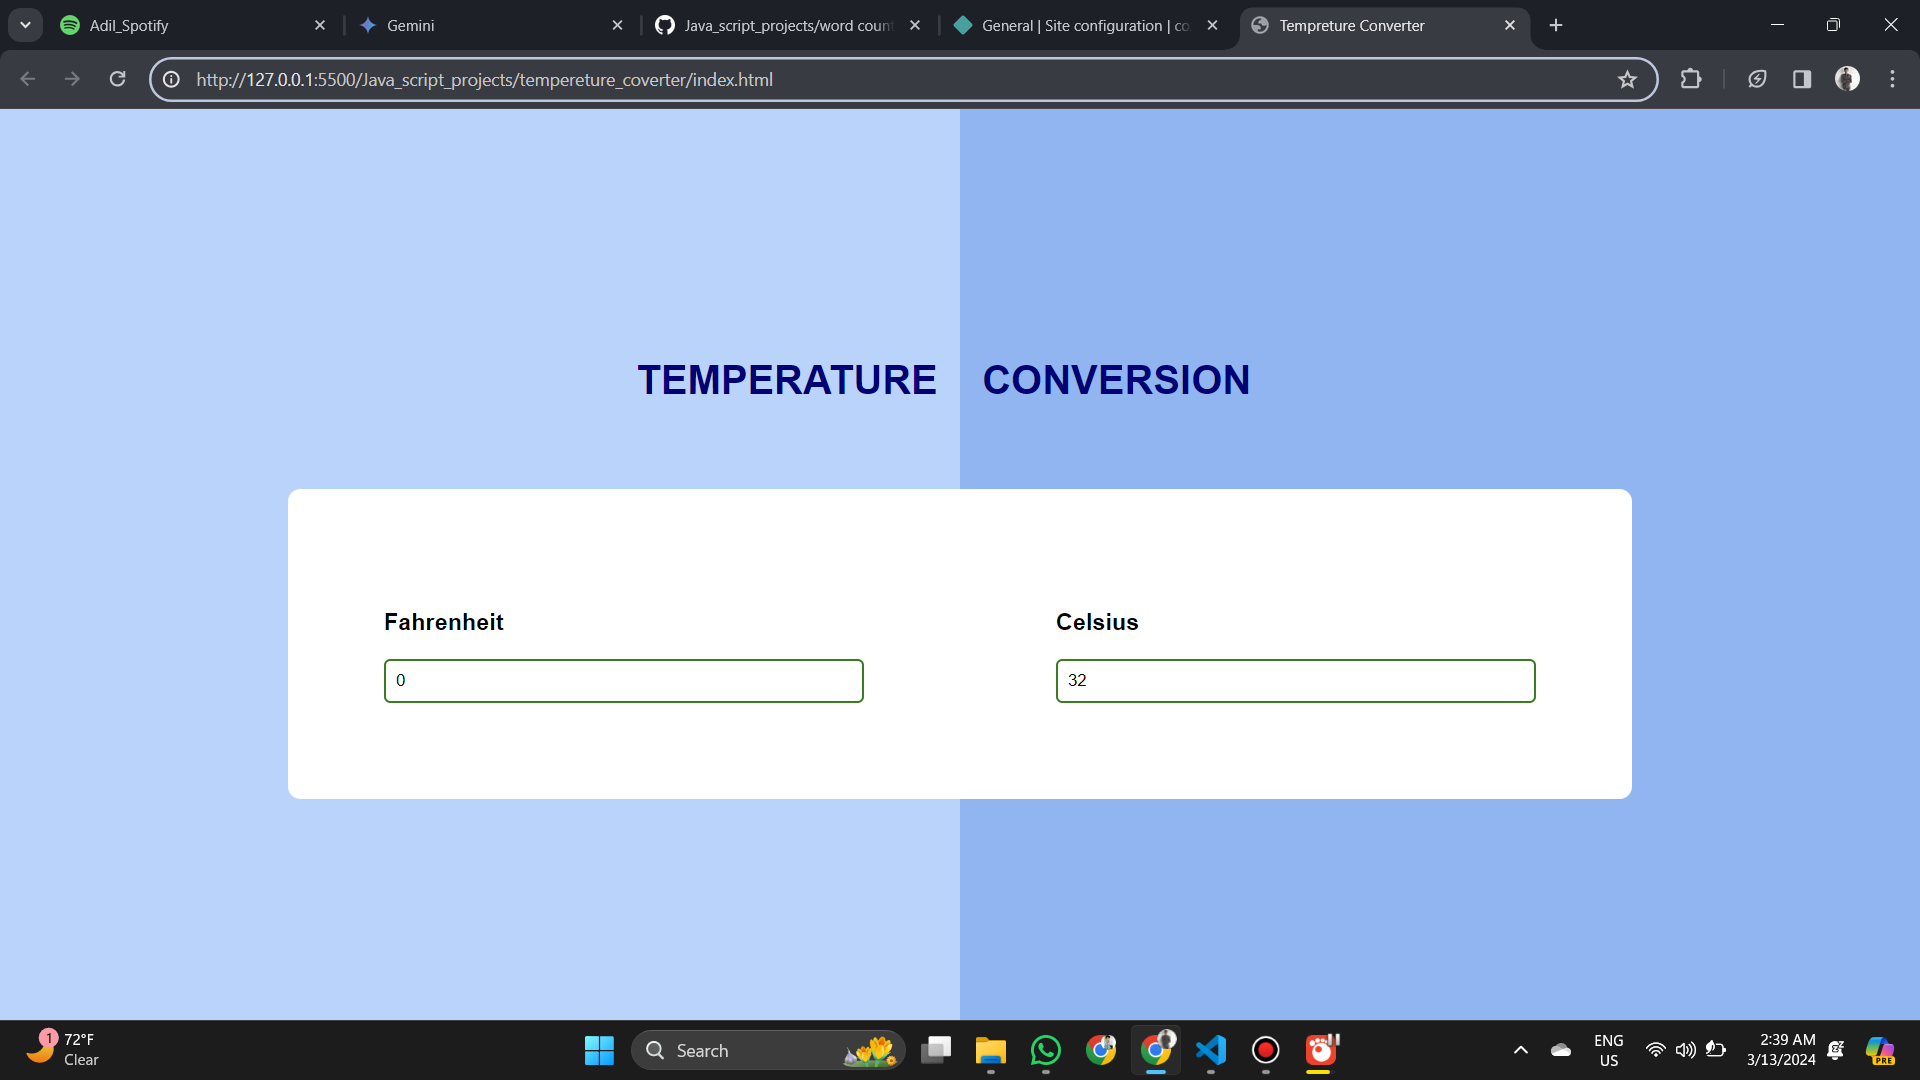 Adil_Spotify
Gemini
Java_script_projects/word coun
General | Site configuration | co
Tempreture Converter
http://127.0.0.1:5500/Java_script_projects/tempereture_coverter/index.html
TEMPERATURE CONVERSION
Fahrenheit
Celsius
0
32
1
72°F
Clear
Search
ENG
US
2:39 AM
3/13/2024
PRE